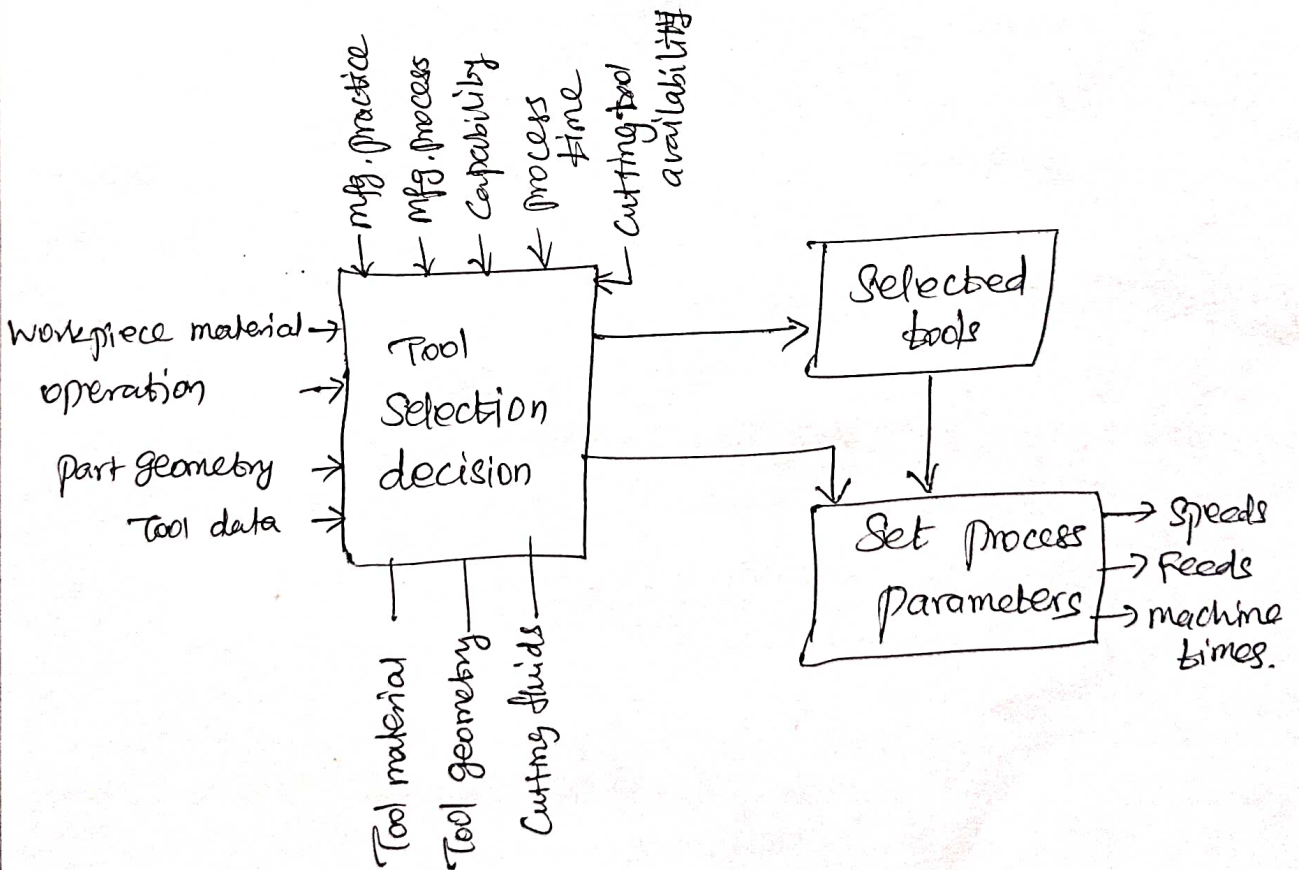 mfg. practice
mfg. process
Capability
process
time
cutting tool
availability
workpiece material
operation
part geometry
Tool data
Tool
Selection
decision
Selected
tools
Set process
parameters
speeds
Feeds
machine
times.
Tool material
Tool geometry
Cutting fluids